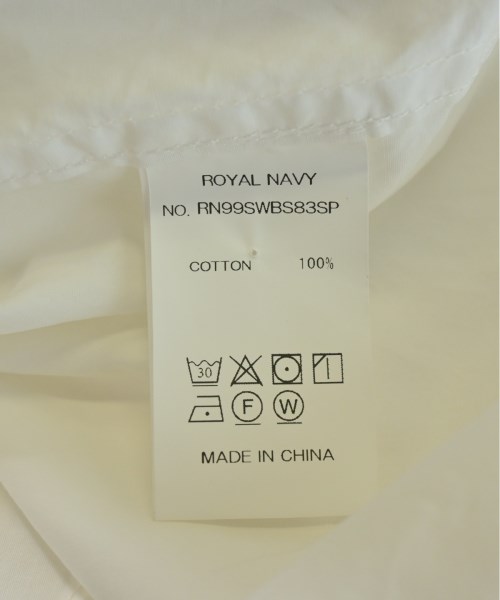 ROYAL NAVY
NO. RN99SWBS83SP
COTTON 100%
30
F W
MADE IN CHINA